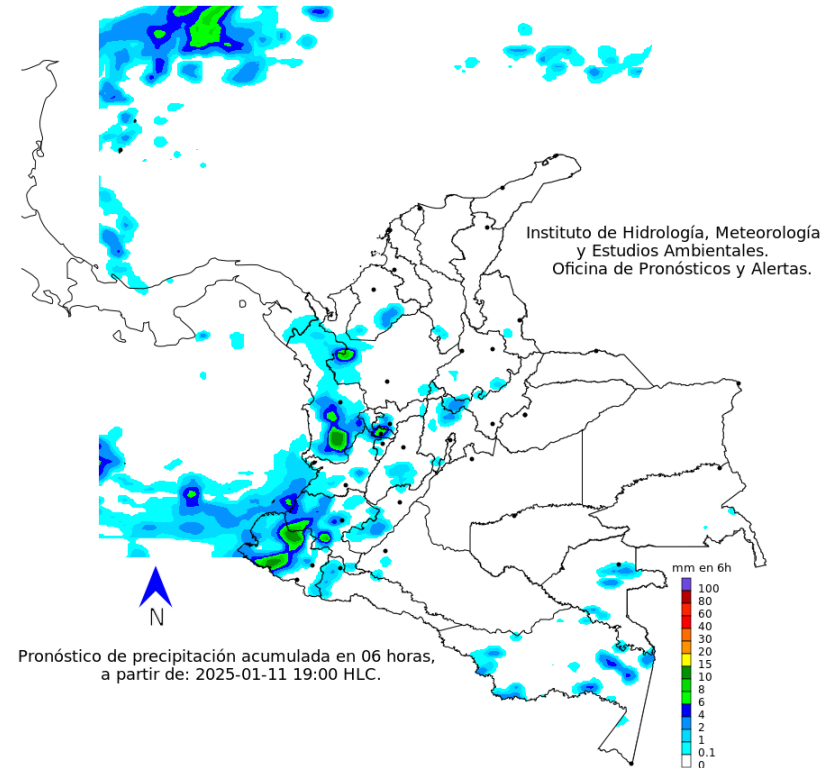 Instituto de Hidrología, Meteorología
y Estudios Ambientales.
Oficina de Pronósticos y Alertas.
mm en 6h
100
80
60
40
30
20
15
10
8
6
4
2
1
0.1
0
N
Pronóstico de precipitación acumulada en 06 horas,
a partir de: 2025-01-11 19:00 HLC.